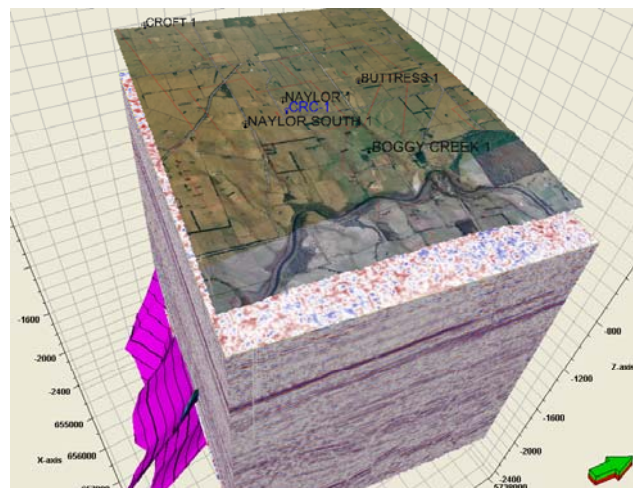 CROFT 1
BUTTRESS 1
NAYLOR 1
CRC-1
NAYLOR SOUTH 1
BOGGY CREEK 1
-1600
-2000
-2400
655000
656000
X-axis
-800
Z-axis
-1200
-1600
-2000
-2400